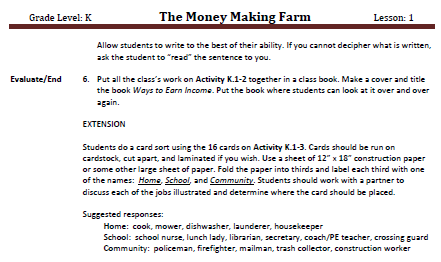 Grade Level: K The Money Making Farm Lesson: 1
Allow students to write to the best of their ability. If you cannot decipher what is written,
ask the student to “read” the sentence to you.
Evaluate/End 6. Put all the class’s work on Activity K.1-2 together in a class book. Make a cover and title
the book Ways to Earn Income. Put the book where students can look at it over and over
again.
EXTENSION
Students do a card sort using the 16 cards on Activity K.1-3. Cards should be run on
cardstock, cut apart, and laminated if you wish. Use a sheet of 12” x 18” construction paper
or some other large sheet of paper. Fold the paper into thirds and label each third with one
of the names: Home, School, and Community. Students should work with a partner to
discuss each of the jobs illustrated and determine where the card should be placed.
Suggested responses:
Home: cook, mower, dishwasher, launderer, housekeeper
School: school nurse, lunch lady, librarian, secretary, coach/PE teacher, crossing guard
Community: policeman, firefighter, mailman, trash collector, construction worker